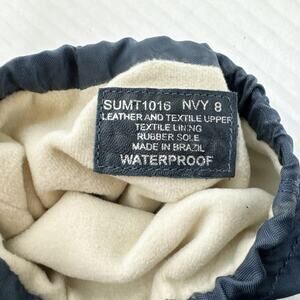 SUMT1016 NVY 8
LEATHER AND TEXTILE UPPER
TEXTILE LINING
RUBBER SOLE
MADE IN BRAZIL
WATERPROOF